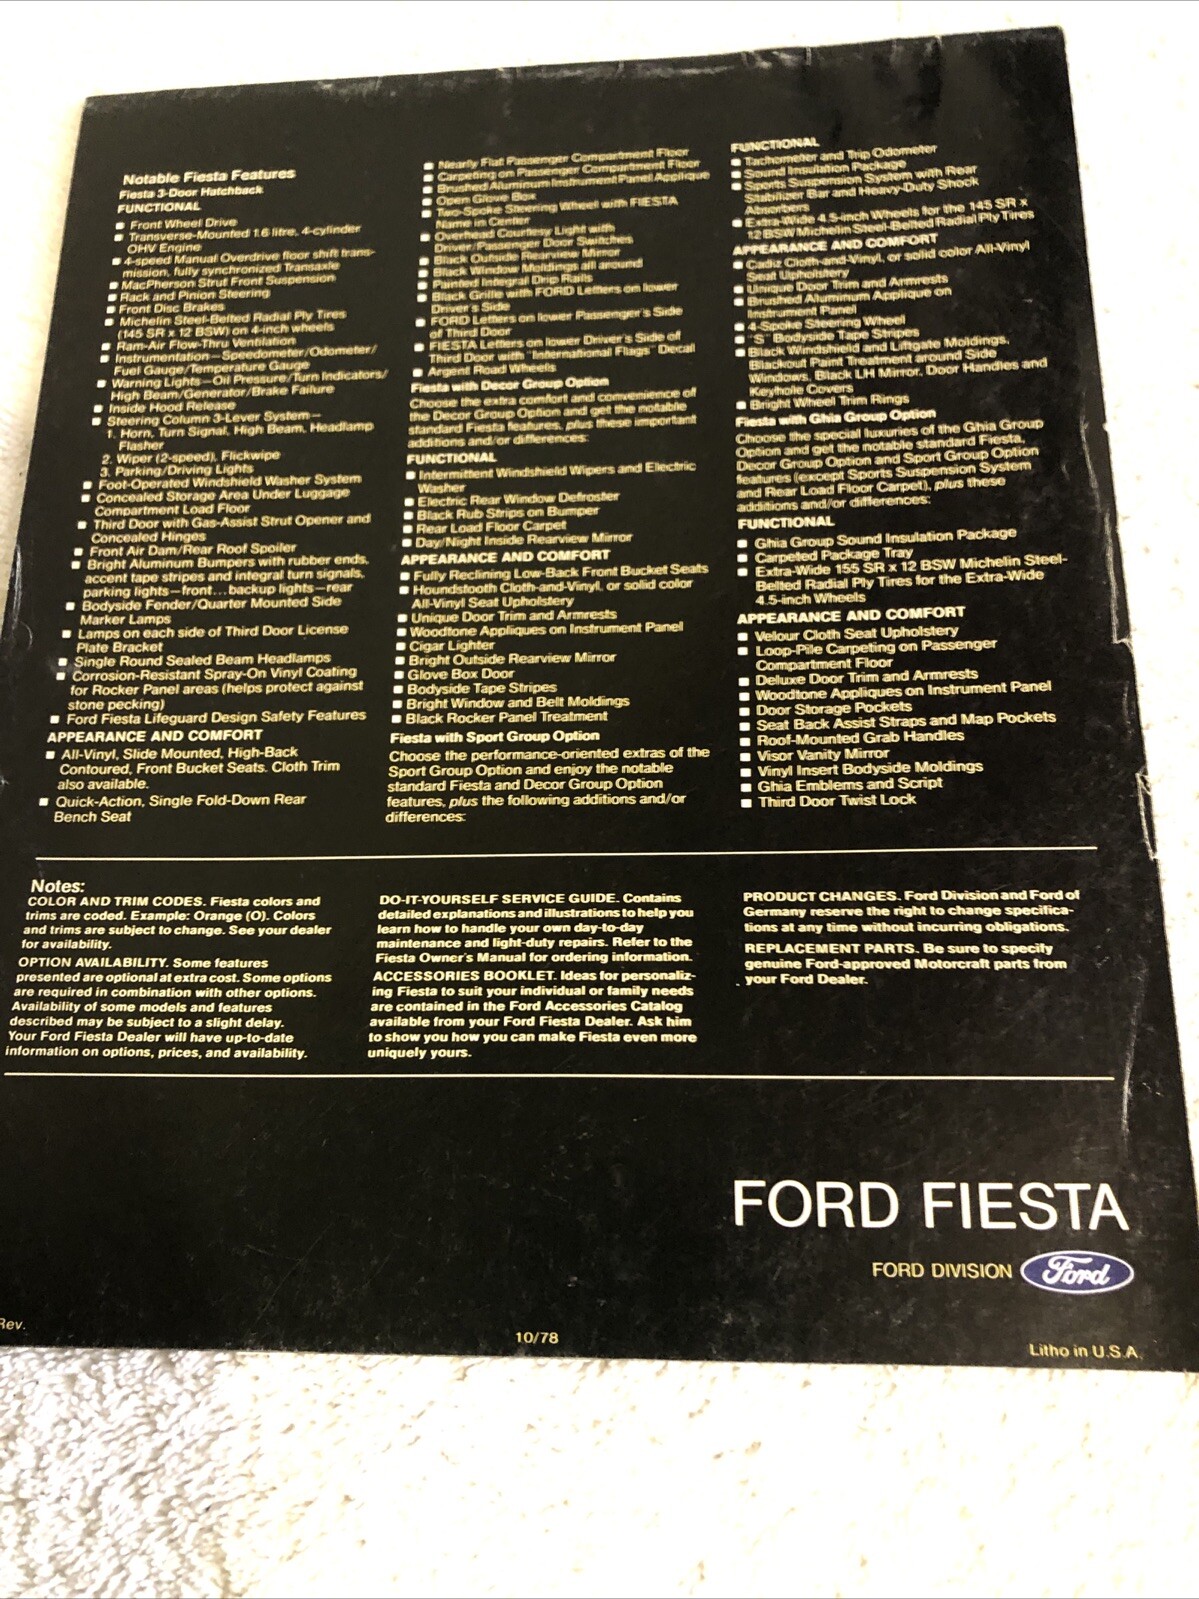 Notable Fiesta Features
Fiesta 3-Door Hatchback
FUNCTIONAL
■ Front Wheel Drive
■ Transverse-Mounted 1.6 litre, 4-cylinder
OHV Engine
■ 4-speed Manual Overdrive floor shift trans-
mission, fully synchronized Transaxle
■ MacPherson Strut Front Suspension
■ Rack and Pinion Steering
■ Front Disc Brakes
■ Michelin Steel-Belted Radial Ply Tires
(145 SR x 12 BSW) on 4-inch wheels
■ Ram-Air Flow-Thru Ventilation
■ Instrumentation—Speedometer/Odometer/
Fuel Gauge/Temperature Gauge
■ Warning Lights—Oil Pressure/Turn Indicators/
High Beam/Generator/Brake Failure
■ Inside Hood Release
■ Steering Column 3-Lever System—
1. Horn, Turn Signal, High Beam, Headlamp
Flasher
2. Wiper (2-speed), Flickwipe
3. Parking/Driving Lights
■ Foot-Operated Windshield Washer System
■ Concealed Storage Area Under Luggage
Compartment Load Floor
■ Third Door with Gas-Assist Strut Opener and
Concealed Hinges
■ Front Air Dam/Rear Roof Spoiler
■ Bright Aluminum Bumpers with rubber ends,
accent tape stripes and integral turn signals,
parking lights—front...backup lights—rear
■ Bodyside Fender/Quarter Mounted Side
Marker Lamps
■ Lamps on each side of Third Door License
Plate Bracket
■ Single Round Sealed Beam Headlamps
■ Corrosion-Resistant Spray-On Vinyl Coating
for Rocker Panel areas (helps protect against
stone pecking)
■ Ford Fiesta Lifeguard Design Safety Features
APPEARANCE AND COMFORT
■ All-Vinyl, Slide Mounted, High-Back
Contoured, Front Bucket Seats. Cloth Trim
also available.
■ Quick-Action, Single Fold-Down Rear
Bench Seat
■ Nearly Flat Passenger Compartment Floor
■ Carpeting on Passenger Compartment Floor
■ Brushed Aluminum Instrument Panel Applique
■ Open Glove Box
■ Two-Spoke Steering Wheel with FIESTA
Name in Center
■ Overhead Courtesy Light with
Driver/Passenger Door Switches
■ Black Outside Rearview Mirror
■ Black Window Moldings all around
■ Painted Integral Drip Rails
■ Black Grille with FORD Letters on lower
Driver's Side
■ FORD Letters on lower Passenger's Side
of Third Door
■ FIESTA Letters on lower Driver's Side of
Third Door with "International Flags" Decal
■ Argent Road Wheels
Fiesta with Decor Group Option
Choose the extra comfort and convenience of
the Decor Group Option and get the notable
standard Fiesta features, plus these important
additions and/or differences:
FUNCTIONAL
■ Intermittent Windshield Wipers and Electric
Washer
■ Electric Rear Window Defroster
■ Black Rub Strips on Bumper
■ Rear Load Floor Carpet
■ Day/Night Inside Rearview Mirror
APPEARANCE AND COMFORT
■ Fully Reclining Low-Back Front Bucket Seats
■ Houndstooth Cloth-and-Vinyl, or solid color
All-Vinyl Seat Upholstery
■ Unique Door Trim and Armrests
■ Woodtone Appliques on Instrument Panel
■ Cigar Lighter
■ Bright Outside Rearview Mirror
■ Glove Box Door
■ Bodyside Tape Stripes
■ Bright Window and Belt Moldings
■ Black Rocker Panel Treatment
Fiesta with Sport Group Option
Choose the performance-oriented extras of the
Sport Group Option and enjoy the notable
standard Fiesta and Decor Group Option
features, plus the following additions and/or
differences:
FUNCTIONAL
■ Tachometer and Trip Odometer
■ Sound Insulation Package
■ Sports Suspension System with Rear
Stabilizer Bar and Heavy-Duty Shock
Absorbers
■ Extra-Wide 4.5-inch Wheels for the 145 SR x
12 BSW Michelin Steel-Belted Radial Ply Tires
APPEARANCE AND COMFORT
■ Cadiz Cloth-and-Vinyl, or solid color All-Vinyl
Seat Upholstery
■ Unique Door Trim and Armrests
■ Brushed Aluminum Applique on
Instrument Panel
■ 4-Spoke Steering Wheel
■ "S" Bodyside Tape Stripes
■ Black Windshield and Liftgate Moldings,
Blackout Paint Treatment around Side
Windows, Black LH Mirror, Door Handles and
Keyhole Covers
■ Bright Wheel Trim Rings
Fiesta with Ghia Group Option
Choose the special luxuries of the Ghia Group
Option and get the notable standard Fiesta,
Decor Group Option and Sport Group Option
features (except Sports Suspension System
and Rear Load Floor Carpet), plus these
additions and/or differences:
FUNCTIONAL
■ Ghia Group Sound Insulation Package
■ Carpeted Package Tray
■ Extra-Wide 155 SR x 12 BSW Michelin Steel-
Belted Radial Ply Tires for the Extra-Wide
4.5-inch Wheels
APPEARANCE AND COMFORT
■ Velour Cloth Seat Upholstery
■ Loop-Pile Carpeting on Passenger
Compartment Floor
■ Deluxe Door Trim and Armrests
■ Woodtone Appliques on Instrument Panel
■ Door Storage Pockets
■ Seat Back Assist Straps and Map Pockets
■ Roof-Mounted Grab Handles
■ Visor Vanity Mirror
■ Vinyl Insert Bodyside Moldings
■ Ghia Emblems and Script
■ Third Door Twist Lock
Notes:
COLOR AND TRIM CODES. Fiesta colors and
trims are coded. Example: Orange (O). Colors
and trims are subject to change. See your dealer
for availability.
OPTION AVAILABILITY. Some features
presented are optional at extra cost. Some options
are required in combination with other options.
Availability of some models and features
described may be subject to a slight delay.
Your Ford Fiesta Dealer will have up-to-date
information on options, prices, and availability.
DO-IT-YOURSELF SERVICE GUIDE. Contains
detailed explanations and illustrations to help you
learn how to handle your own day-to-day
maintenance and light-duty repairs. Refer to the
Fiesta Owner's Manual for ordering information.
ACCESSORIES BOOKLET. Ideas for personaliz-
ing Fiesta to suit your individual or family needs
are contained in the Ford Accessories Catalog
available from your Ford Fiesta Dealer. Ask him
to show you how you can make Fiesta even more
uniquely yours.
PRODUCT CHANGES. Ford Division and Ford of
Germany reserve the right to change specifica-
tions at any time without incurring obligations.
REPLACEMENT PARTS. Be sure to specify
genuine Ford-approved Motorcraft parts from
your Ford Dealer.
FORD FIESTA
FORD DIVISION Ford
Rev.
10/78
Litho in U.S.A.